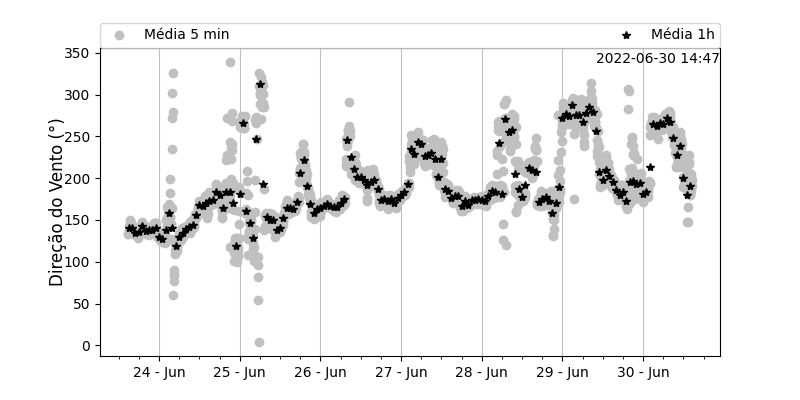 Média 5 min
Média 1h
2022-06-30 14:47
Direção do Vento (°)
350
300
250
200
150
100
50
0
24 - Jun
25 - Jun
26 - Jun
27 - Jun
28 - Jun
29 - Jun
30 - Jun